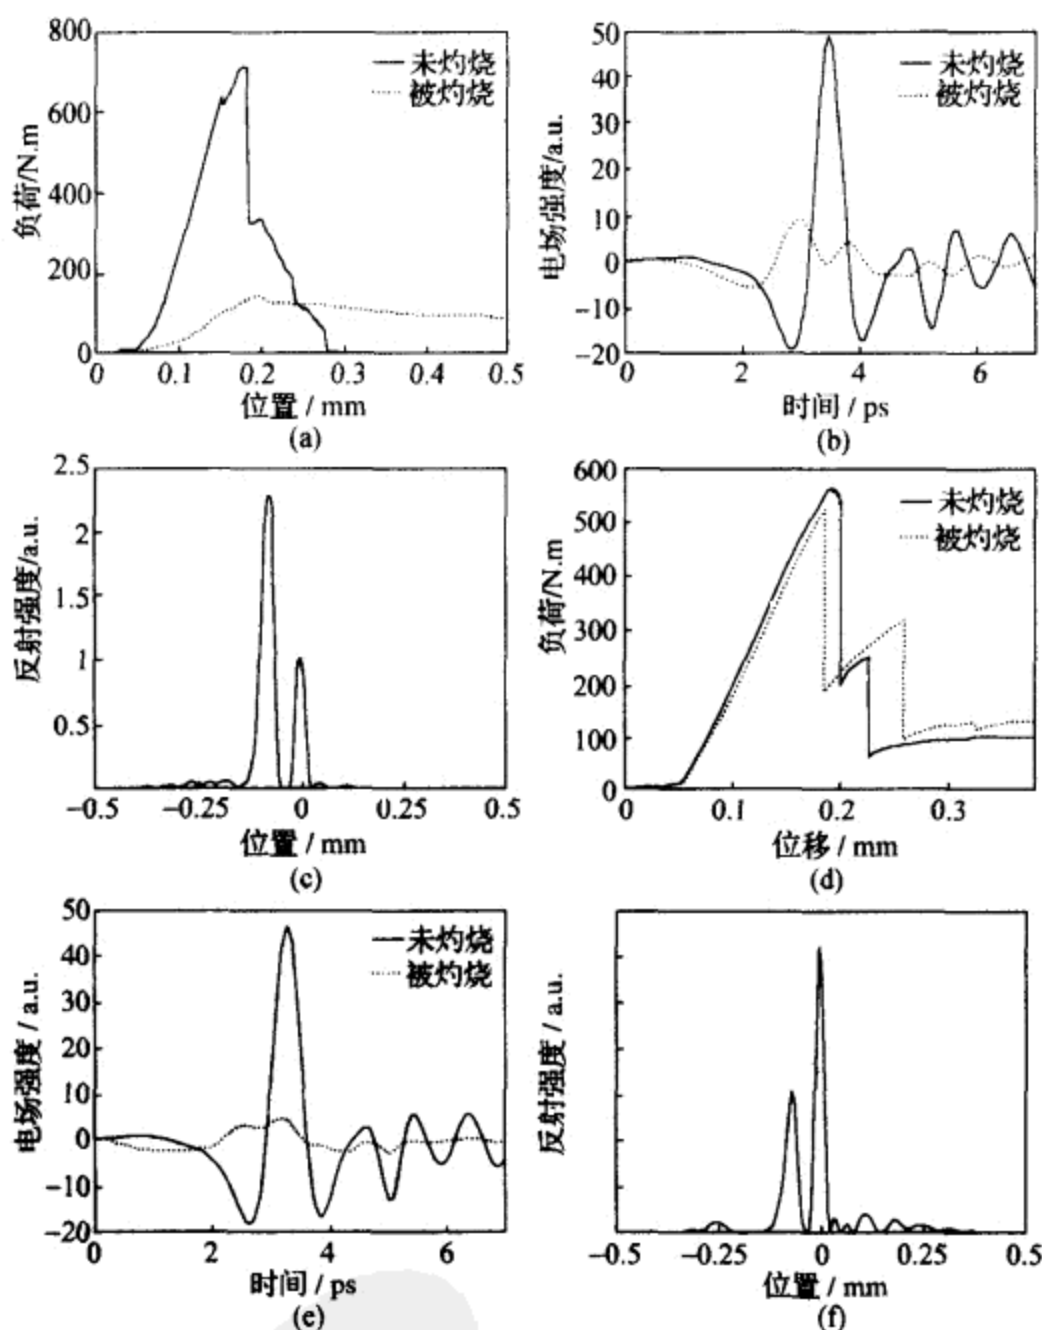 800
600
400
200
0
0 0.1 0.2 0.3 0.4 0.5
负荷/N.m
位置 / mm
未灼烧
被灼烧
(a)
50
40
30
20
10
0
−10
−20
0 2 4 6
电场强度/a.u.
时间 / ps
未灼烧
被灼烧
(b)
2.5
2
1.5
1
0.5
−0.5 −0.25 0 0.25 0.5
反射强度/a.u.
位置 / mm
(c)
600
500
400
300
200
100
0
0 0.1 0.2 0.3
负荷/N.m
位移 / mm
未灼烧
被灼烧
(d)
50
40
30
20
10
0
−10
−20
0 2 4 6
电场强度 / a.u.
时间 / ps
未灼烧
被灼烧
(e)
反射强度 / a.u.
−0.5 −0.25 0 0.25 0.5
位置 / mm
(f)